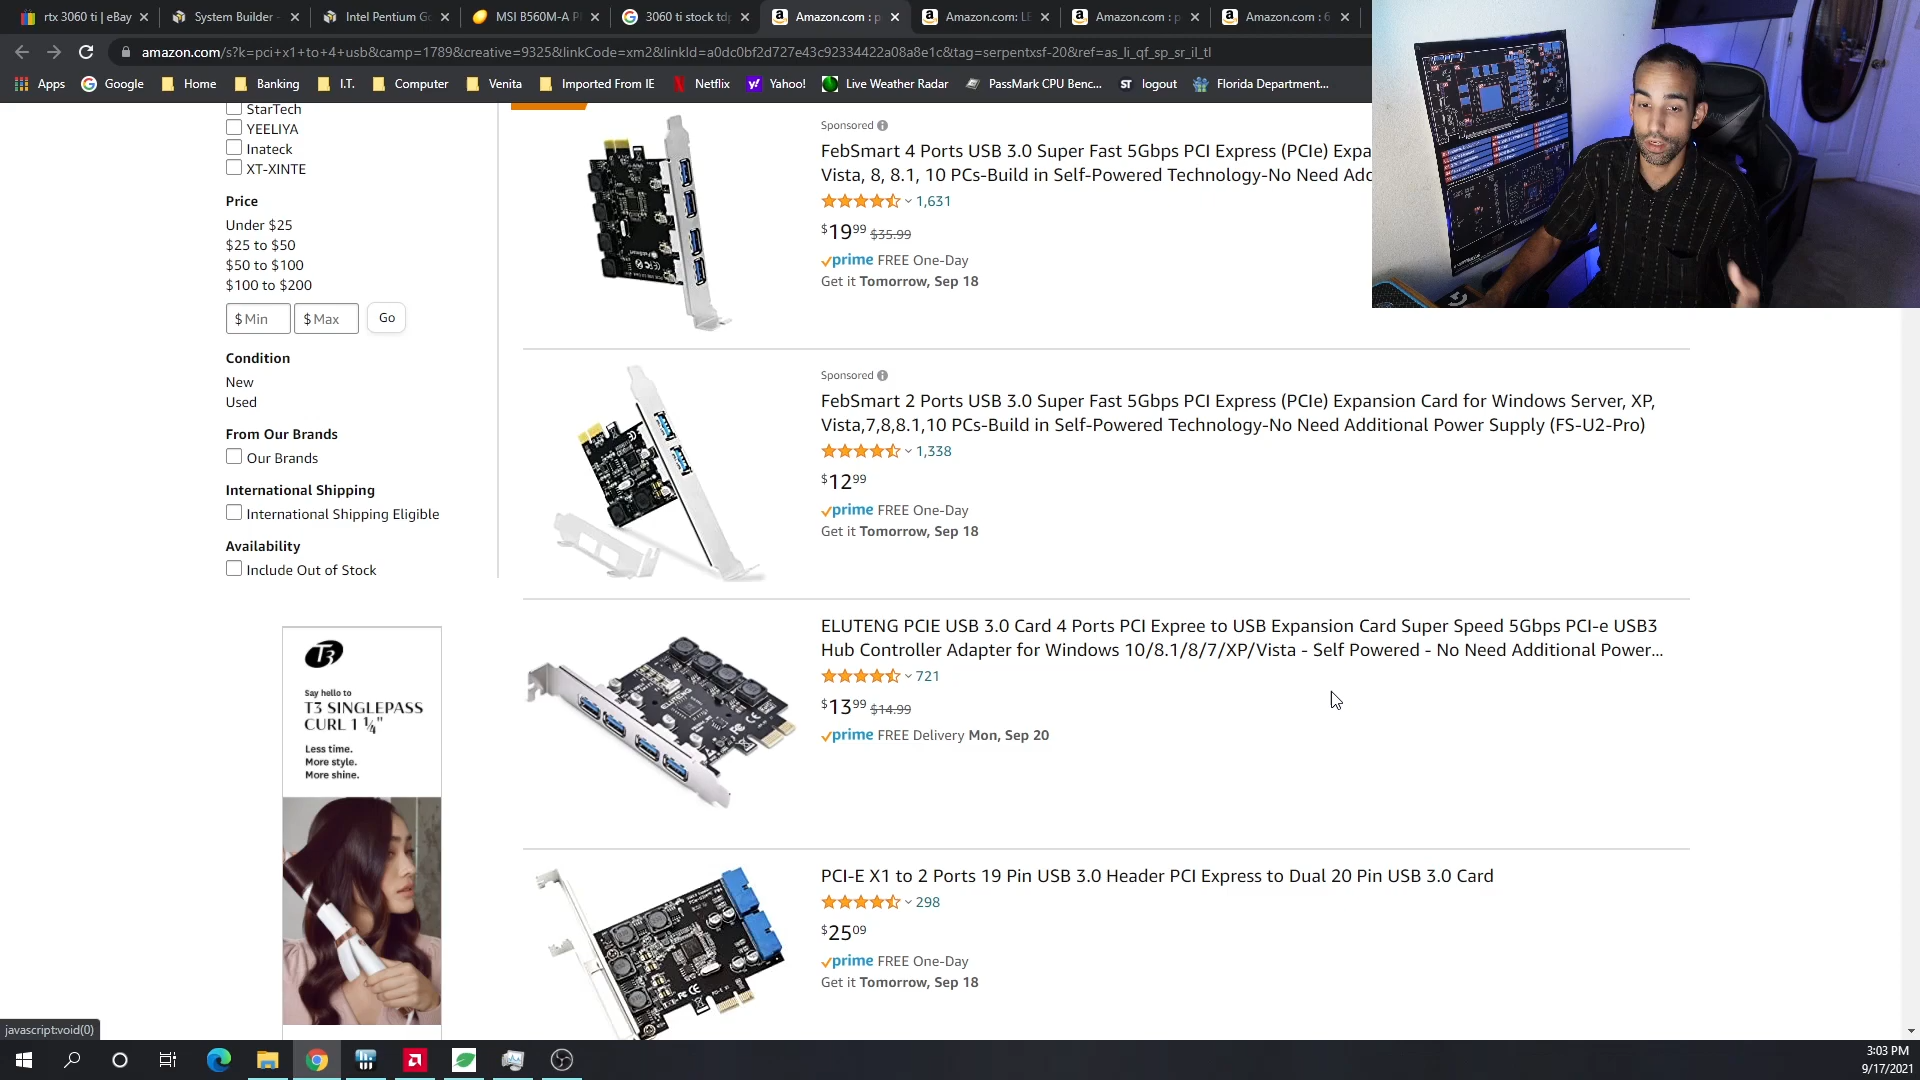 rtx 3060 ti | eBay
System Builder
Intel Pentium Go
MSI B560M-A P
3060 ti stock tdp
Amazon.com : p
Amazon.com: LE
Amazon.com : p
Amazon.com : 6
amazon.com/s?k=pci+x1+to+4+usb&camp=1789&creative=9325&linkCode=xm2&linkId=a0dc0bf2d727e43c92334422a08a8e1c&tag=serpentxsf-20&ref=as_li_qf_sp_sr_il_tl
Apps
Google
Home
Banking
I.T.
Computer
Venita
Imported From IE
Netflix
Yahoo!
Live Weather Radar
PassMark CPU Benc...
ST logout
Florida Department...
StarTech
YEELIYA
Inateck
XT-XINTE
Price
Under $25
$25 to $50
$50 to $100
$100 to $200
$ Min
$ Max
Go
Condition
New
Used
From Our Brands
Our Brands
International Shipping
International Shipping Eligible
Availability
Include Out of Stock
T3
Say hello to
T3 SINGLEPASS
CURL 1 ¼"
Less time.
More style.
More shine.
Sponsored
FebSmart 4 Ports USB 3.0 Super Fast 5Gbps PCI Express (PCIe) Expa
Vista, 8, 8.1, 10 PCs-Build in Self-Powered Technology-No Need Add
1,631
$19.99 $35.99
prime FREE One-Day
Get it Tomorrow, Sep 18
Sponsored
FebSmart 2 Ports USB 3.0 Super Fast 5Gbps PCI Express (PCIe) Expansion Card for Windows Server, XP,
Vista,7,8,8.1,10 PCs-Build in Self-Powered Technology-No Need Additional Power Supply (FS-U2-Pro)
1,338
$12.99
prime FREE One-Day
Get it Tomorrow, Sep 18
ELUTENG
ELUTENG PCIE USB 3.0 Card 4 Ports PCI Expree to USB Expansion Card Super Speed 5Gbps PCI-e USB3
Hub Controller Adapter for Windows 10/8.1/8/7/XP/Vista - Self Powered - No Need Additional Power...
721
$13.99 $14.99
prime FREE Delivery Mon, Sep 20
PCI-E X1 to 2 Ports 19 Pin USB 3.0 Header PCI Express to Dual 20 Pin USB 3.0 Card
298
$25.09
prime FREE One-Day
Get it Tomorrow, Sep 18
javascript:void(0)
3:03 PM
9/17/2021